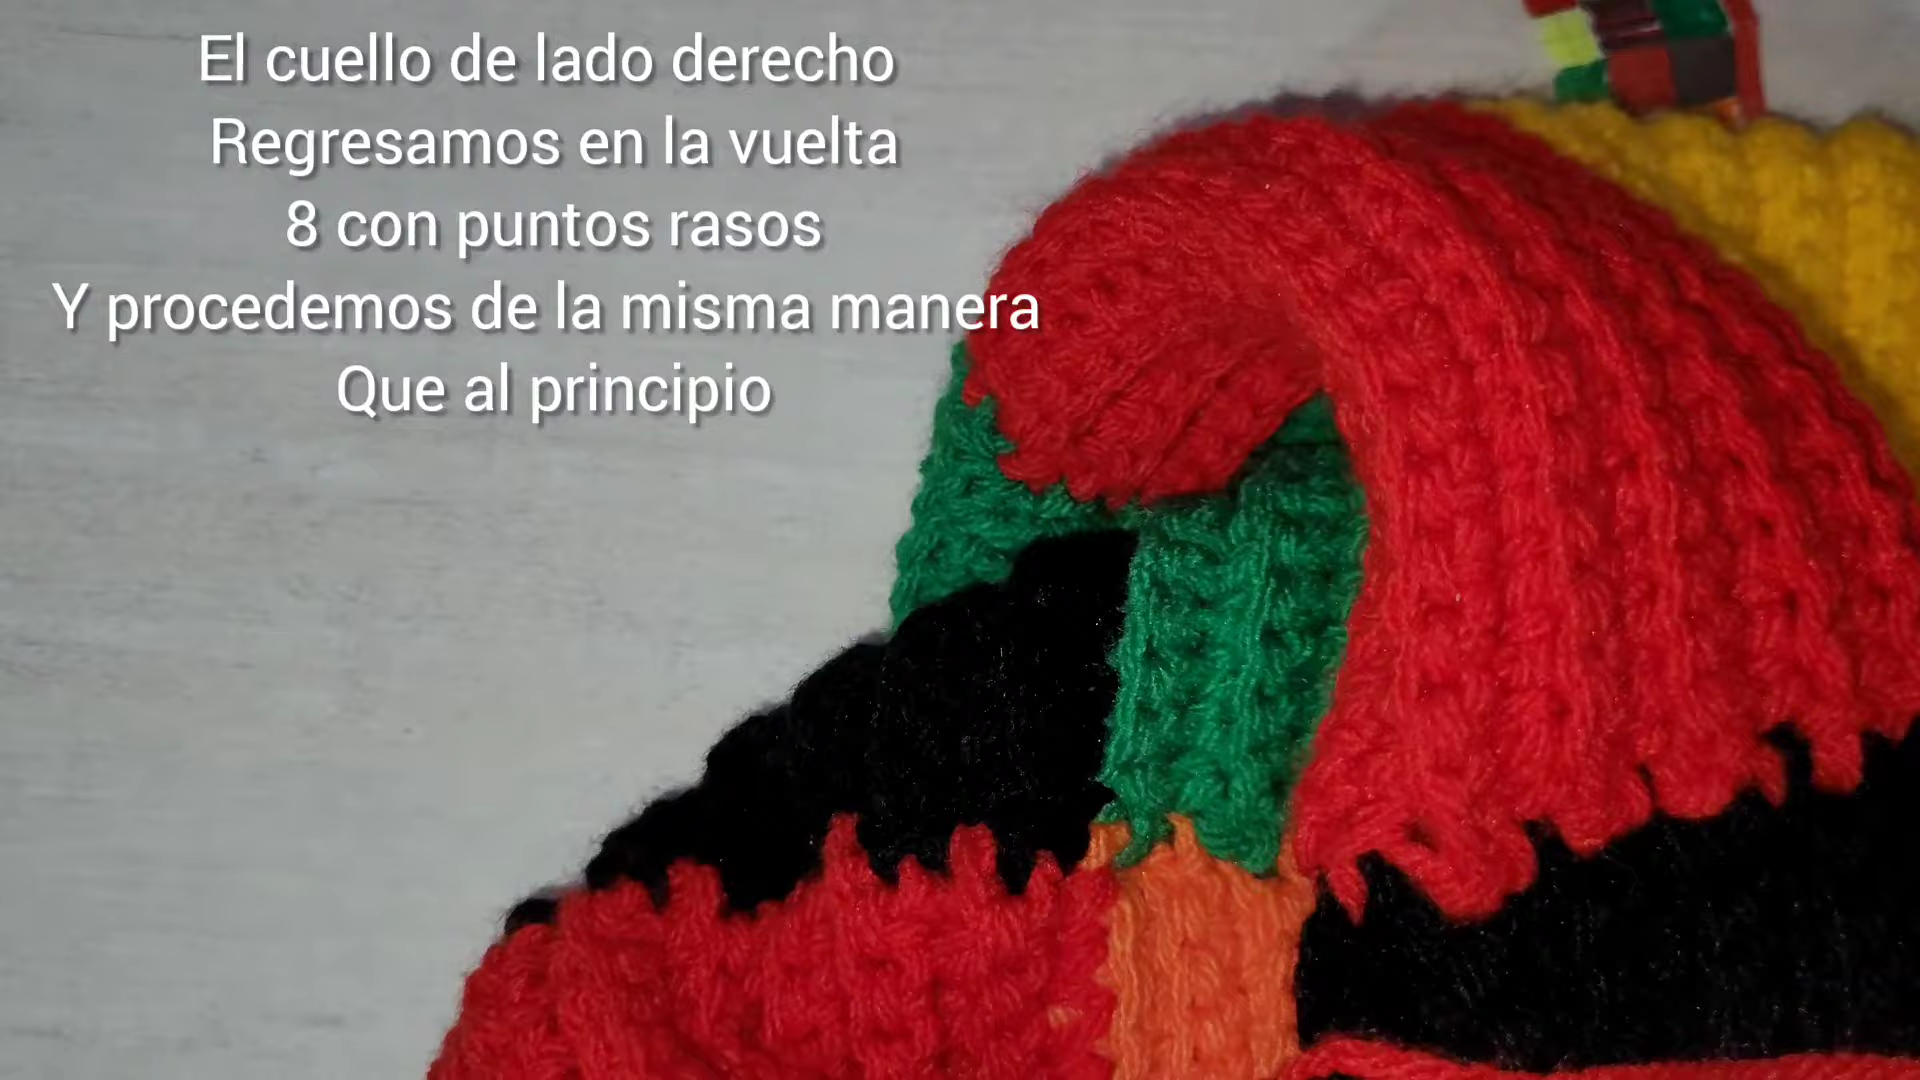 El cuello de lado derecho
Regresamos en la vuelta
8 con puntos rasos
Y procedemos de la misma manera
Que al principio